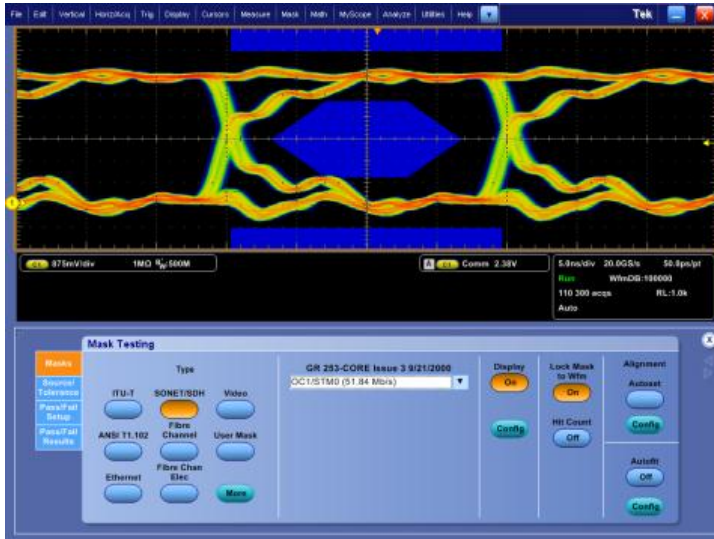 File Edit Vertical Horiz/Acq Trig Display Cursors Measure Mask Math MyScope Analyze Utilities Help Tek
C1 875mV/div 1MΩ BW:500M
A C1 Comm 2.38V
5.0ns/div 20.0GS/s 50.0ps/pt
Run WfmDB:100000
110 300 acqs RL:1.0k
Auto
Mask Testing
Masks
Source/
Tolerance
Pass/Fail
Setup
Pass/Fail
Results
Type
ITU-T SONET/SDH Video
ANSI T1.102 Fibre
Channel User Mask
Ethernet Fibre Chan
Elec
More
GR 253-CORE Issue 3 9/21/2000
OC1/STM0 (51.84 Mb/s)
Display
On
Config
Lock Mask
to Wfm
On
Hit Count
Off
Alignment
Autoset
Config
Autofit
Off
Config
X